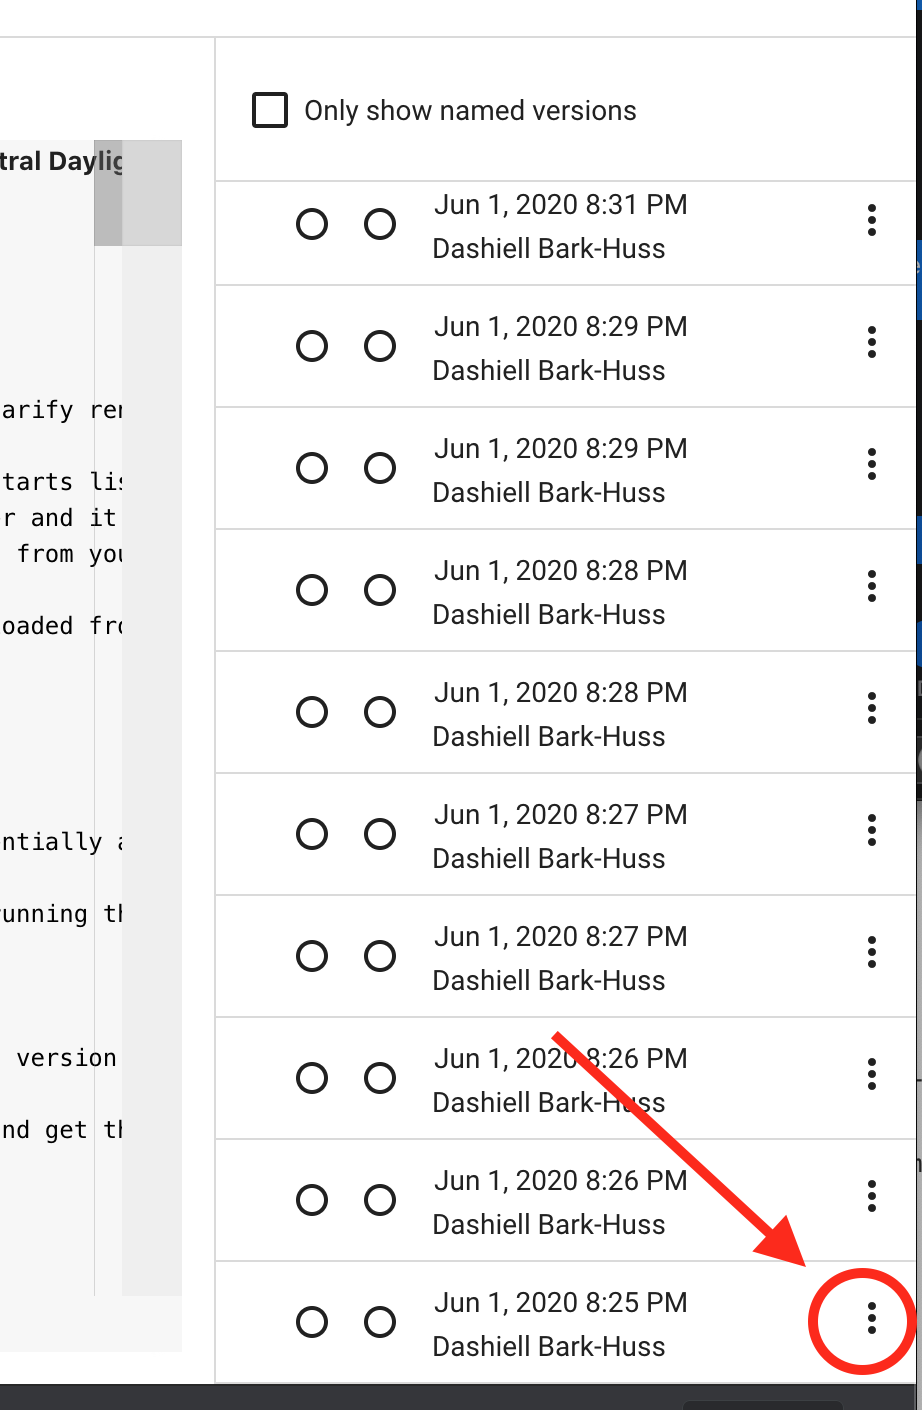 Only show named versions
tral Daylig
Jun 1, 2020 8:31 PM
Dashiell Bark-Huss
Jun 1, 2020 8:29 PM
Dashiell Bark-Huss
arify rer
Jun 1, 2020 8:29 PM
Dashiell Bark-Huss
tarts lis
r and it
from you
Jun 1, 2020 8:28 PM
Dashiell Bark-Huss
oaded fro
Jun 1, 2020 8:28 PM
Dashiell Bark-Huss
Jun 1, 2020 8:27 PM
Dashiell Bark-Huss
ntially a
unning th
Jun 1, 2020 8:27 PM
Dashiell Bark-Huss
version
Jun 1, 2020 8:26 PM
Dashiell Bark-Huss
nd get th
Jun 1, 2020 8:26 PM
Dashiell Bark-Huss
Jun 1, 2020 8:25 PM
Dashiell Bark-Huss